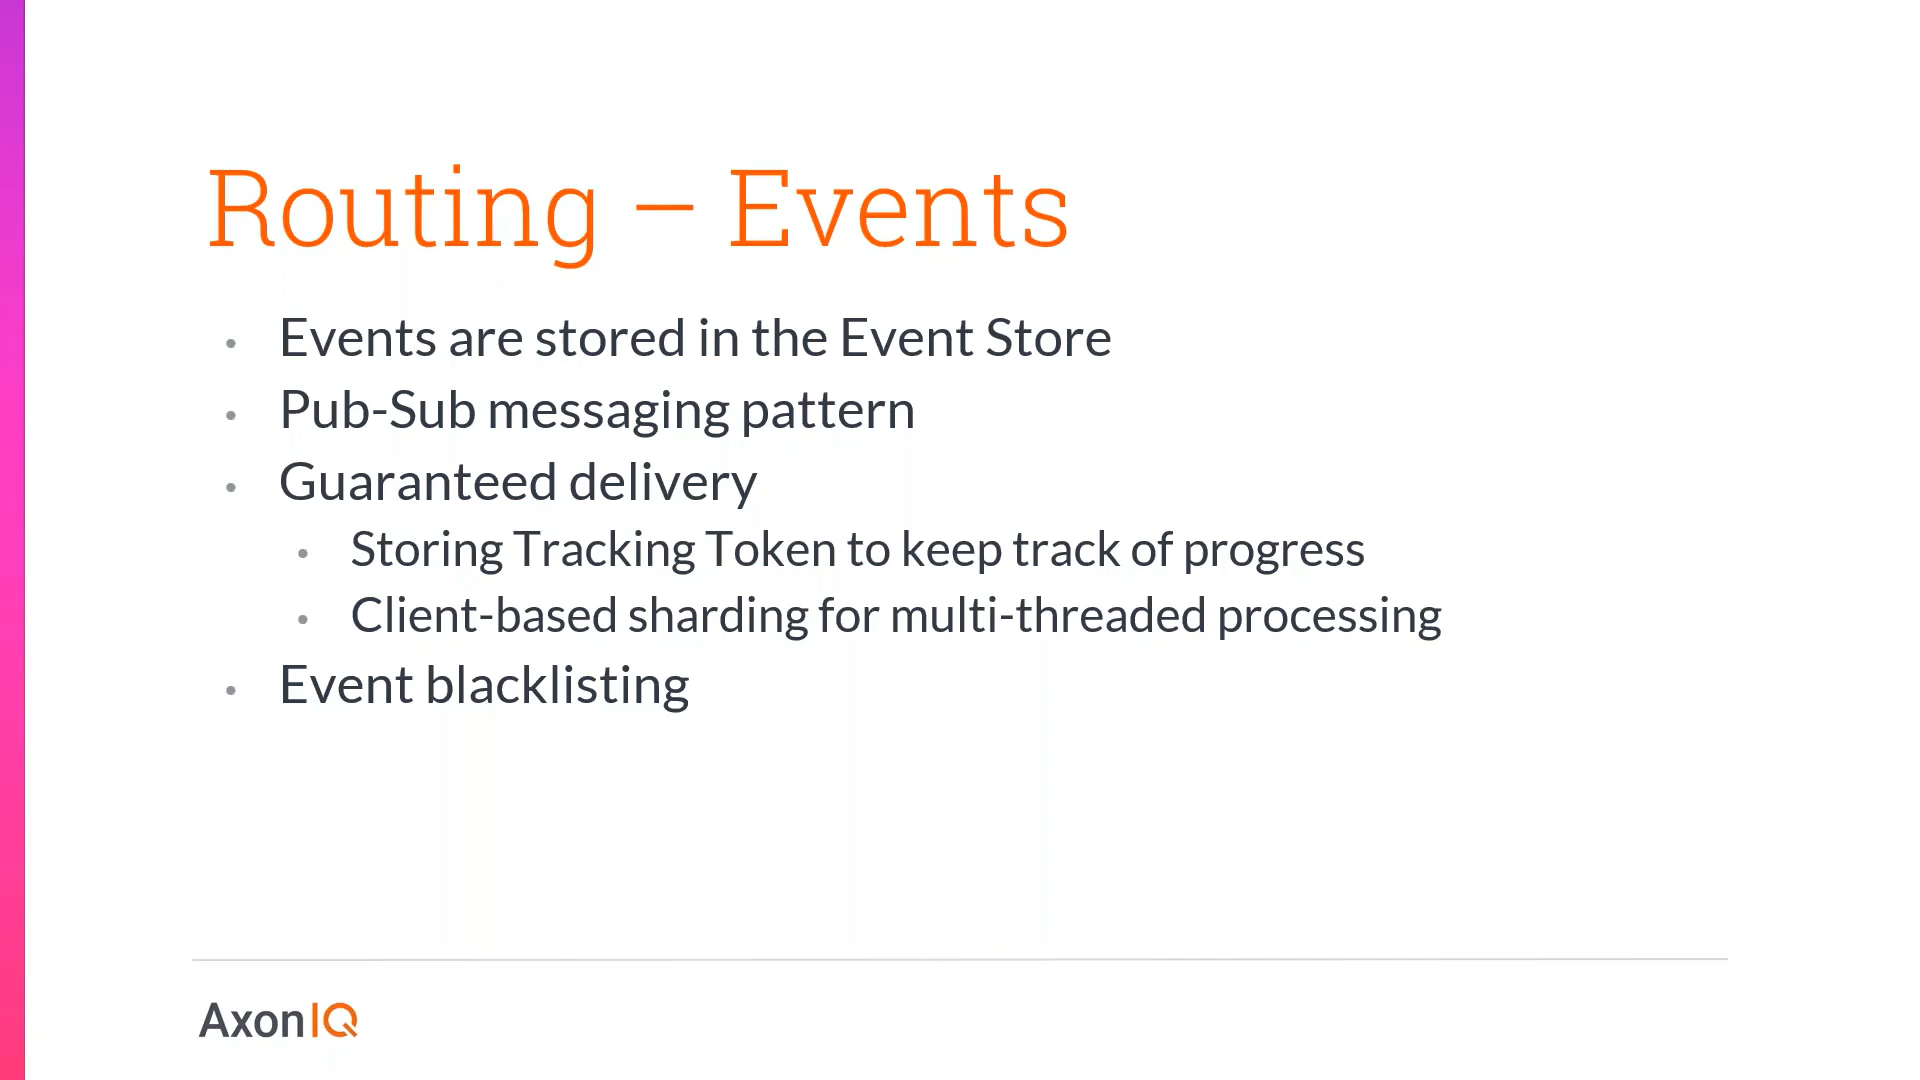 Routing – Events
• Events are stored in the Event Store
• Pub-Sub messaging pattern
• Guaranteed delivery
• Storing Tracking Token to keep track of progress
• Client-based sharding for multi-threaded processing
• Event blacklisting
AxonIQ